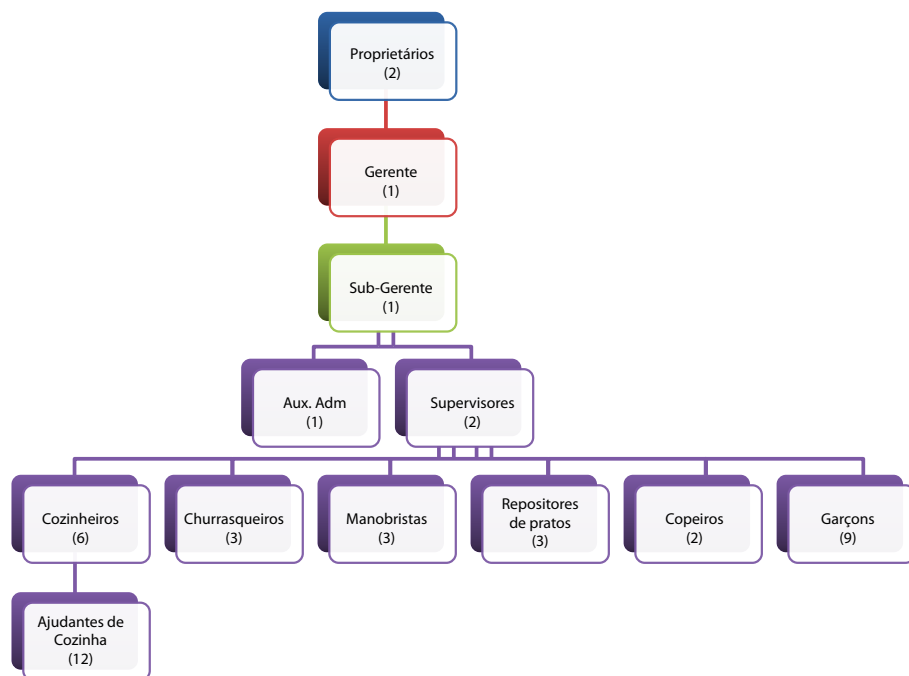 Proprietários
(2)
Gerente
(1)
Sub-Gerente
(1)
Aux. Adm
(1)
Supervisores
(2)
Cozinheiros
(6)
Churrasqueiros
(3)
Manobristas
(3)
Repositores
de pratos
(3)
Copeiros
(2)
Garçons
(9)
Ajudantes de
Cozinha
(12)